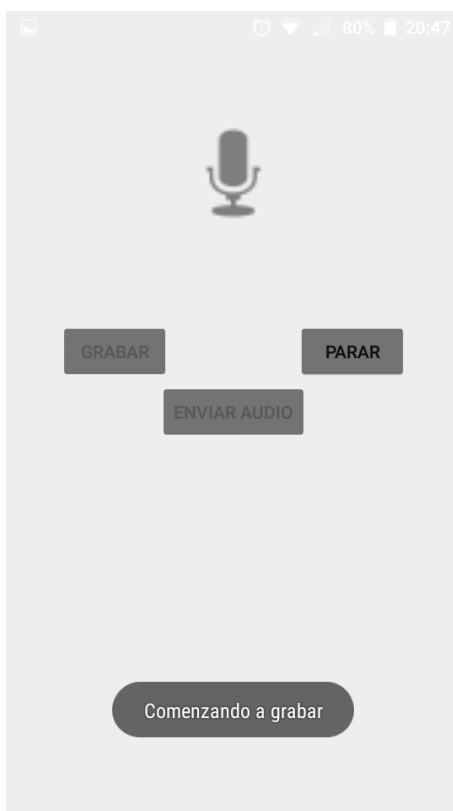 80% 20:47
GRABAR
PARAR
ENVIAR AUDIO
Comenzando a grabar